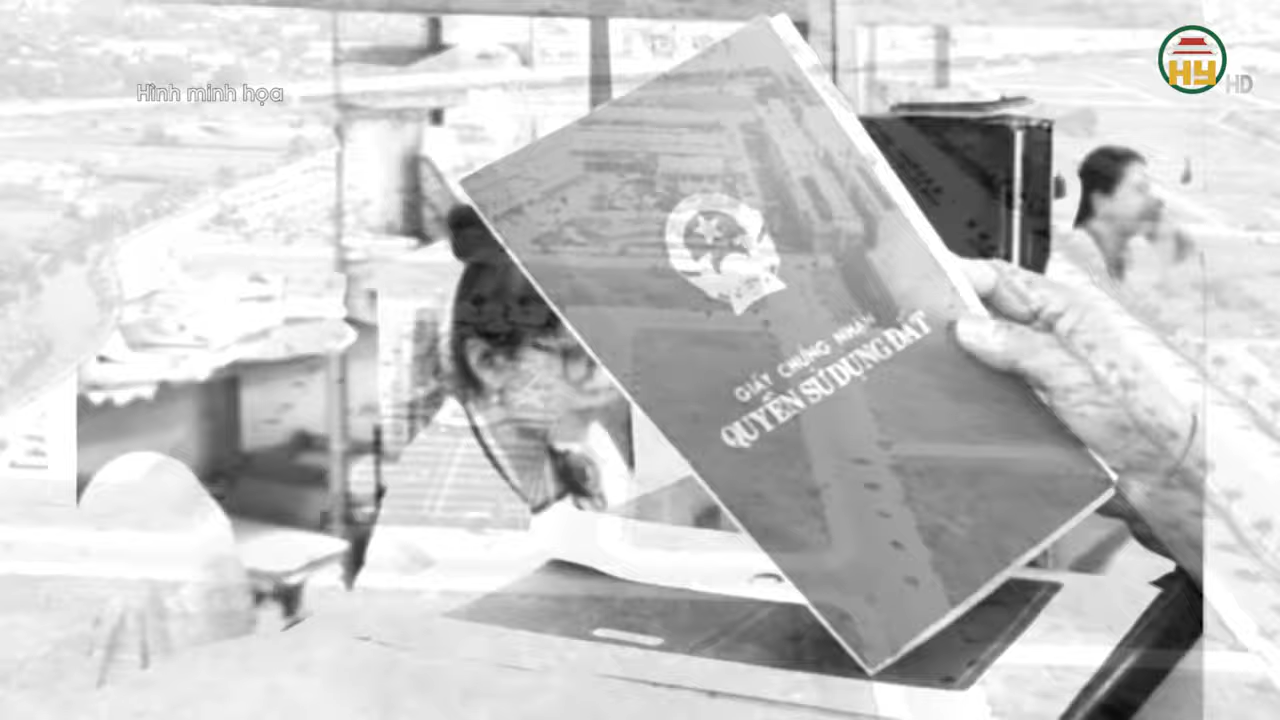 Hình minh họa
HY
HD
GIẤY CHỨNG NHẬN
QUYỀN SỬ DỤNG ĐẤT